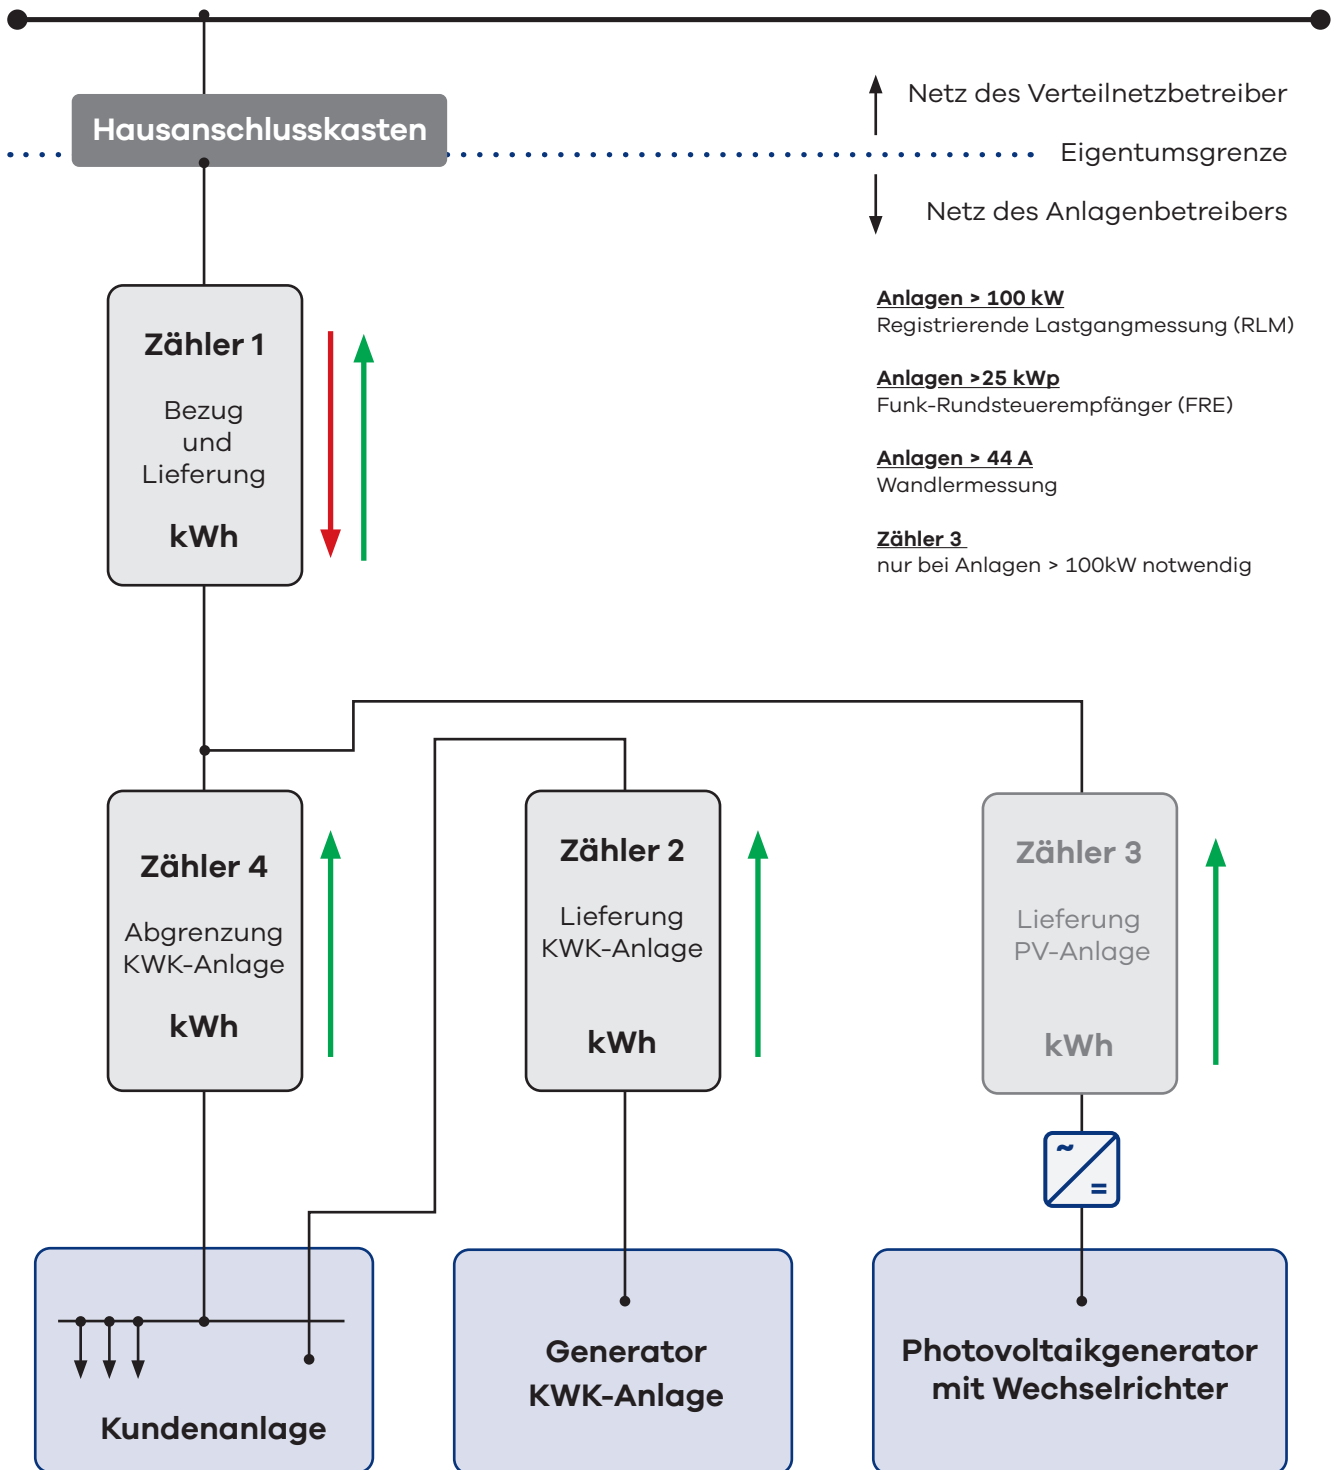 Hausanschlusskasten
Netz des Verteilnetzbetreiber
Eigentumsgrenze
Netz des Anlagenbetreibers
Anlagen > 100 kW
Registrierende Lastgangmessung (RLM)
Anlagen >25 kWp
Funk-Rundsteuerempfänger (FRE)
Anlagen > 44 A
Wandlermessung
Zähler 3
nur bei Anlagen > 100kW notwendig
Zähler 1
Bezug
und
Lieferung
kWh
Zähler 4
Abgrenzung
KWK-Anlage
kWh
Zähler 2
Lieferung
KWK-Anlage
kWh
Zähler 3
Lieferung
PV-Anlage
kWh
~
=
Kundenanlage
Generator
KWK-Anlage
Photovoltaikgenerator
mit Wechselrichter